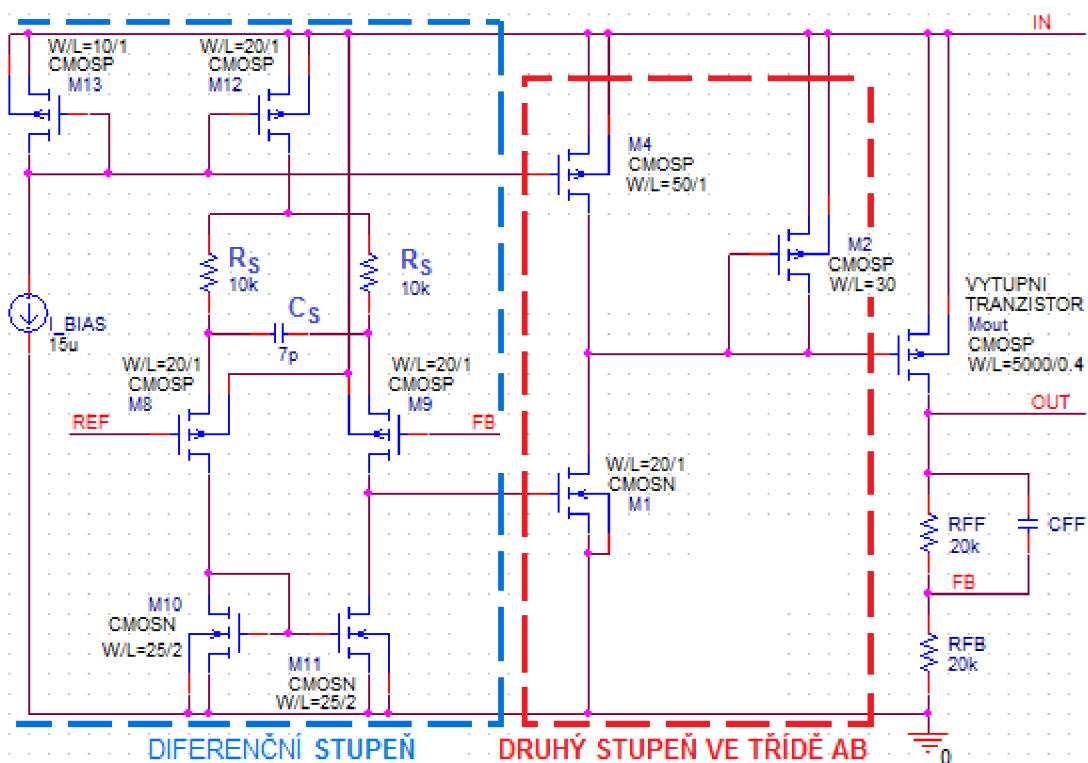 IN
W/L=10/1
CMOSP
M13
W/L=20/1
CMOSP
M12
M4
CMOSP
W/L=50/1
RS
10k
RS
10k
CS
7p
I_BIAS
15u
M2
CMOSP
W/L=30
VYTUPNI
TRANZISTOR
Mout
CMOSP
W/L=5000/0.4
W/L=20/1
CMOSP
M8
W/L=20/1
CMOSP
M9
REF
FB
OUT
W/L=20/1
CMOSN
M1
RFF
20k
CFF
FB
M10
CMOSN
W/L=25/2
M11
CMOSN
W/L=25/2
RFB
20k
0
DIFERENČNÍ STUPEŇ
DRUHÝ STUPEŇ VE TŘÍDĚ AB